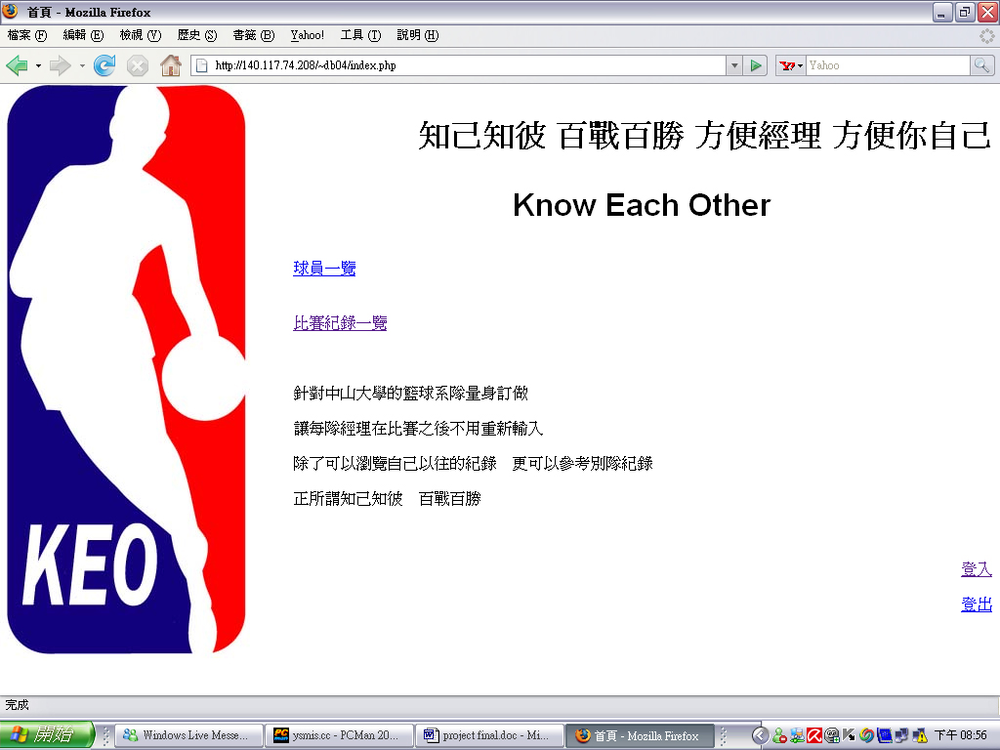 首頁 - Mozilla Firefox
檔案 (F) 編輯 (E) 檢視 (V) 歷史 (S) 書籤 (B) Yahoo! 工具 (T) 說明 (H)
http://140.117.74.208/~db04/index.php
Yahoo
知己知彼 百戰百勝 方便經理 方便你自己
Know Each Other
球員一覽
比賽紀錄一覽
針對中山大學的籃球系隊量身訂做
讓每隊經理在比賽之後不用重新輸入
除了可以瀏覽自己以往的紀錄　更可以參考別隊紀錄
正所謂知己知彼　百戰百勝
KEO
登入
登出
完成
開始 Windows Live Messe... ysmis.cc - PCMan 20... project final.doc - Mi... 首頁 - Mozilla Firefox 下午 08:56